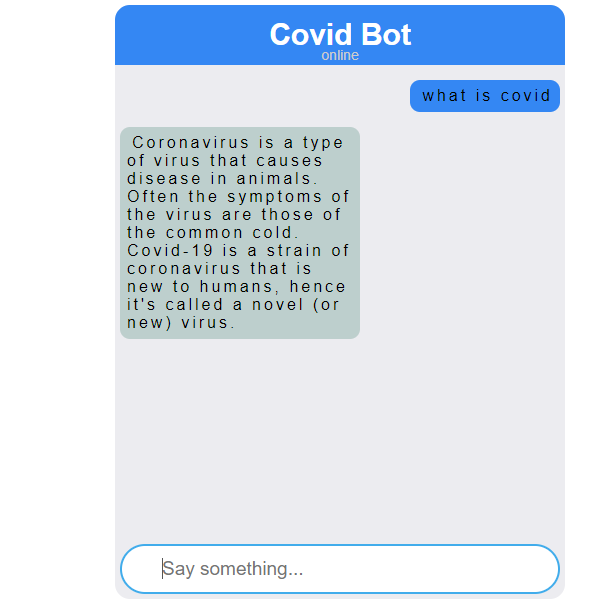 Covid Bot
online
what is covid
Coronavirus is a type
of virus that causes
disease in animals.
Often the symptoms of
the virus are those of
the common cold.
Covid-19 is a strain of
coronavirus that is
new to humans, hence
it's called a novel (or
new) virus.
Say something...